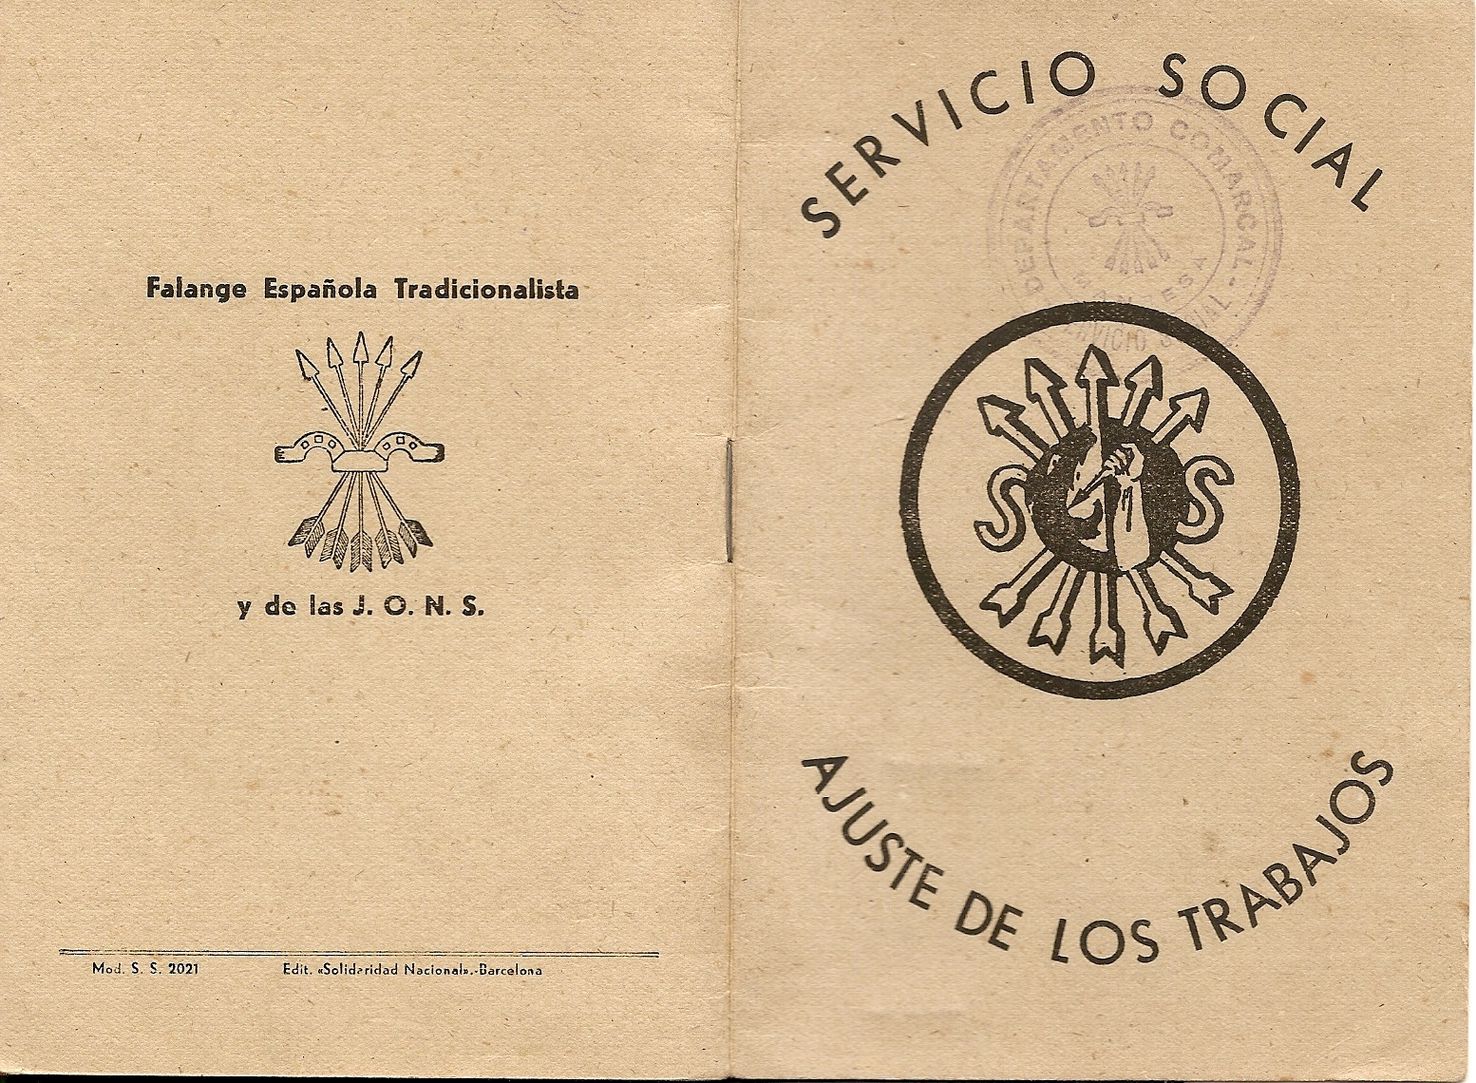 Falange Española Tradicionalista
y de las J. O. N. S.
Mod. S. S. 2021 Edit. «Solidaridad Nacional».-Barcelona
SERVICIO SOCIAL
DEPARTAMENTO COMARCAL -
SERVICIO SOCIAL -
S S
AJUSTE DE LOS TRABAJOS